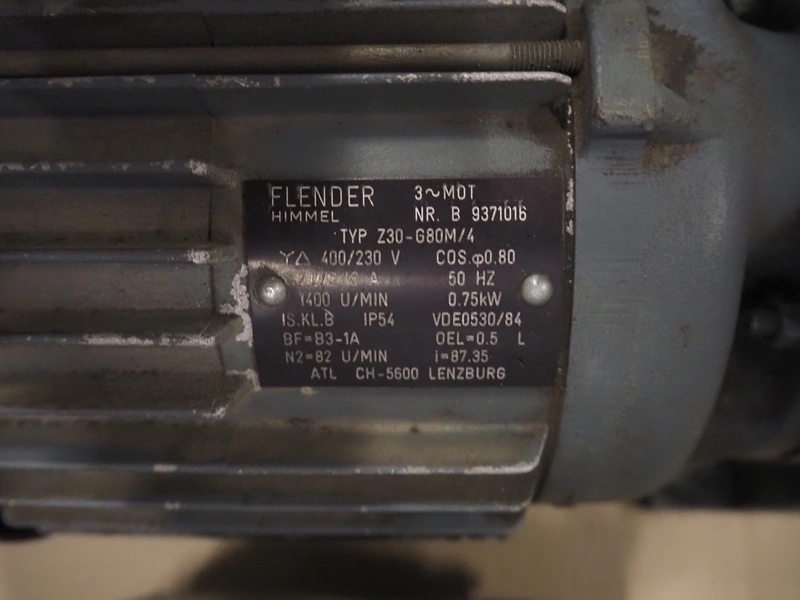 FLENDER 3~MOT
HIMMEL NR. B 9371016
TYP Z30-G80M/4
YΔ 400/230 V COS.φ0.80
A 50 HZ
1400 U/MIN 0.75kW
IS.KL.B IP54 VDE0530/84
BF=B3-1A OEL=0.5 L
N2=82 U/MIN i=87.35
ATL CH-5600 LENZBURG